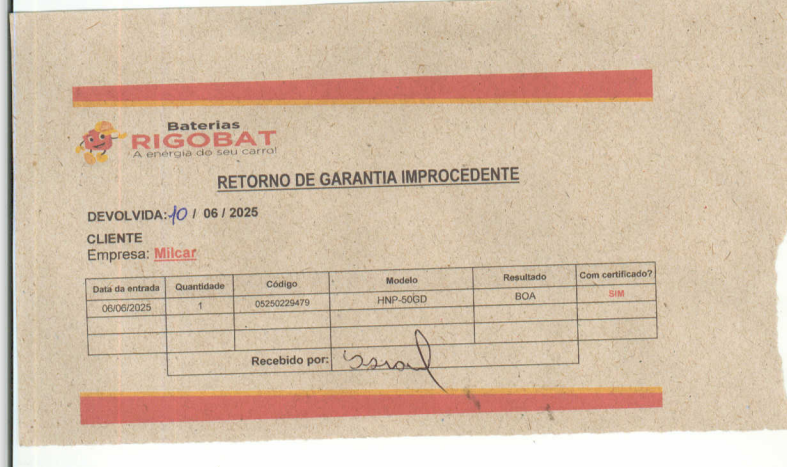 Baterias
RIGOBAT
A energia do seu carro!
RETORNO DE GARANTIA IMPROCEDENTE
DEVOLVIDA: 10 / 06 / 2025
CLIENTE
Empresa: Milcar
Data da entrada Quantidade Código Modelo Resultado Com certificado?
06/06/2025 1 05250229479 HNP-50GD BOA SIM
Recebido por: